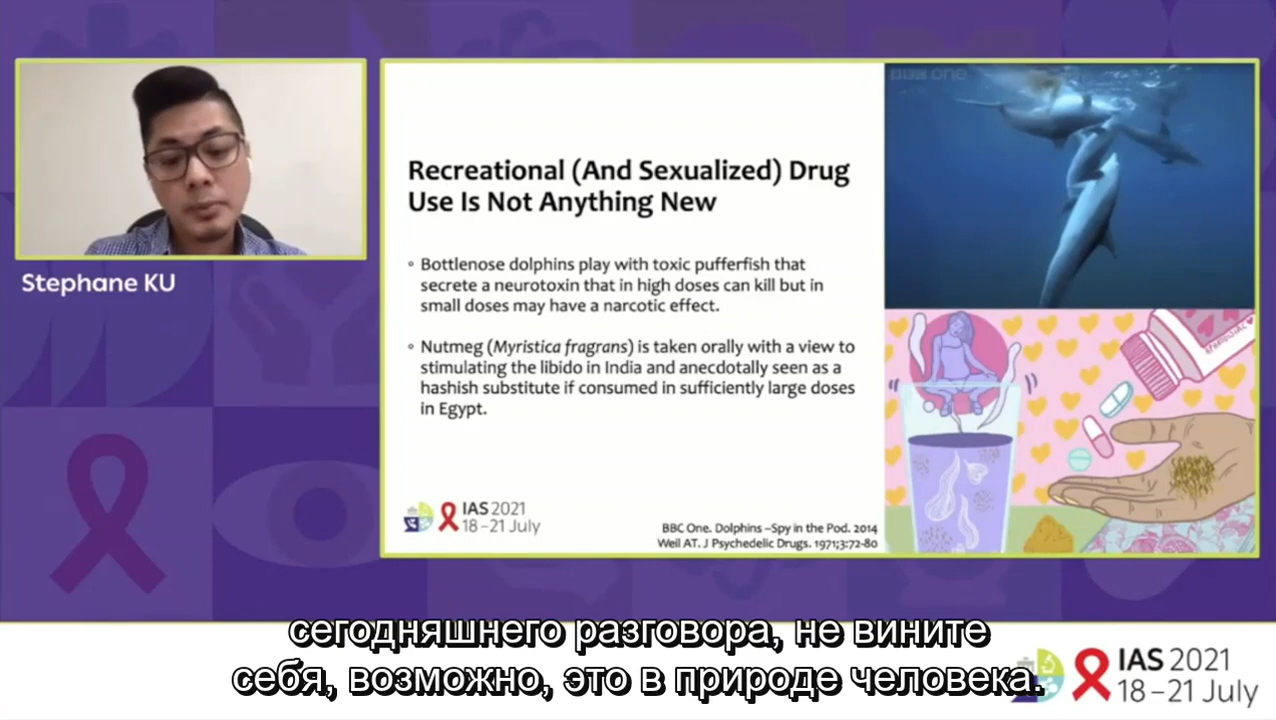 BBC one
Stephane KU
Recreational (And Sexualized) Drug
Use Is Not Anything New
◦ Bottlenose dolphins play with toxic pufferfish that
secrete a neurotoxin that in high doses can kill but in
small doses may have a narcotic effect.
◦ Nutmeg (Myristica fragrans) is taken orally with a view to
stimulating the libido in India and anecdotally seen as a
hashish substitute if consumed in sufficiently large doses
in Egypt.
IAS 2021
18–21 July
BBC One. Dolphins –Spy in the Pod. 2014
Weil AT. J Psychedelic Drugs. 1971;3:72-80
сегодняшнего разговора, не вините
себя, возможно, это в природе человека.
IAS 2021
18–21 July